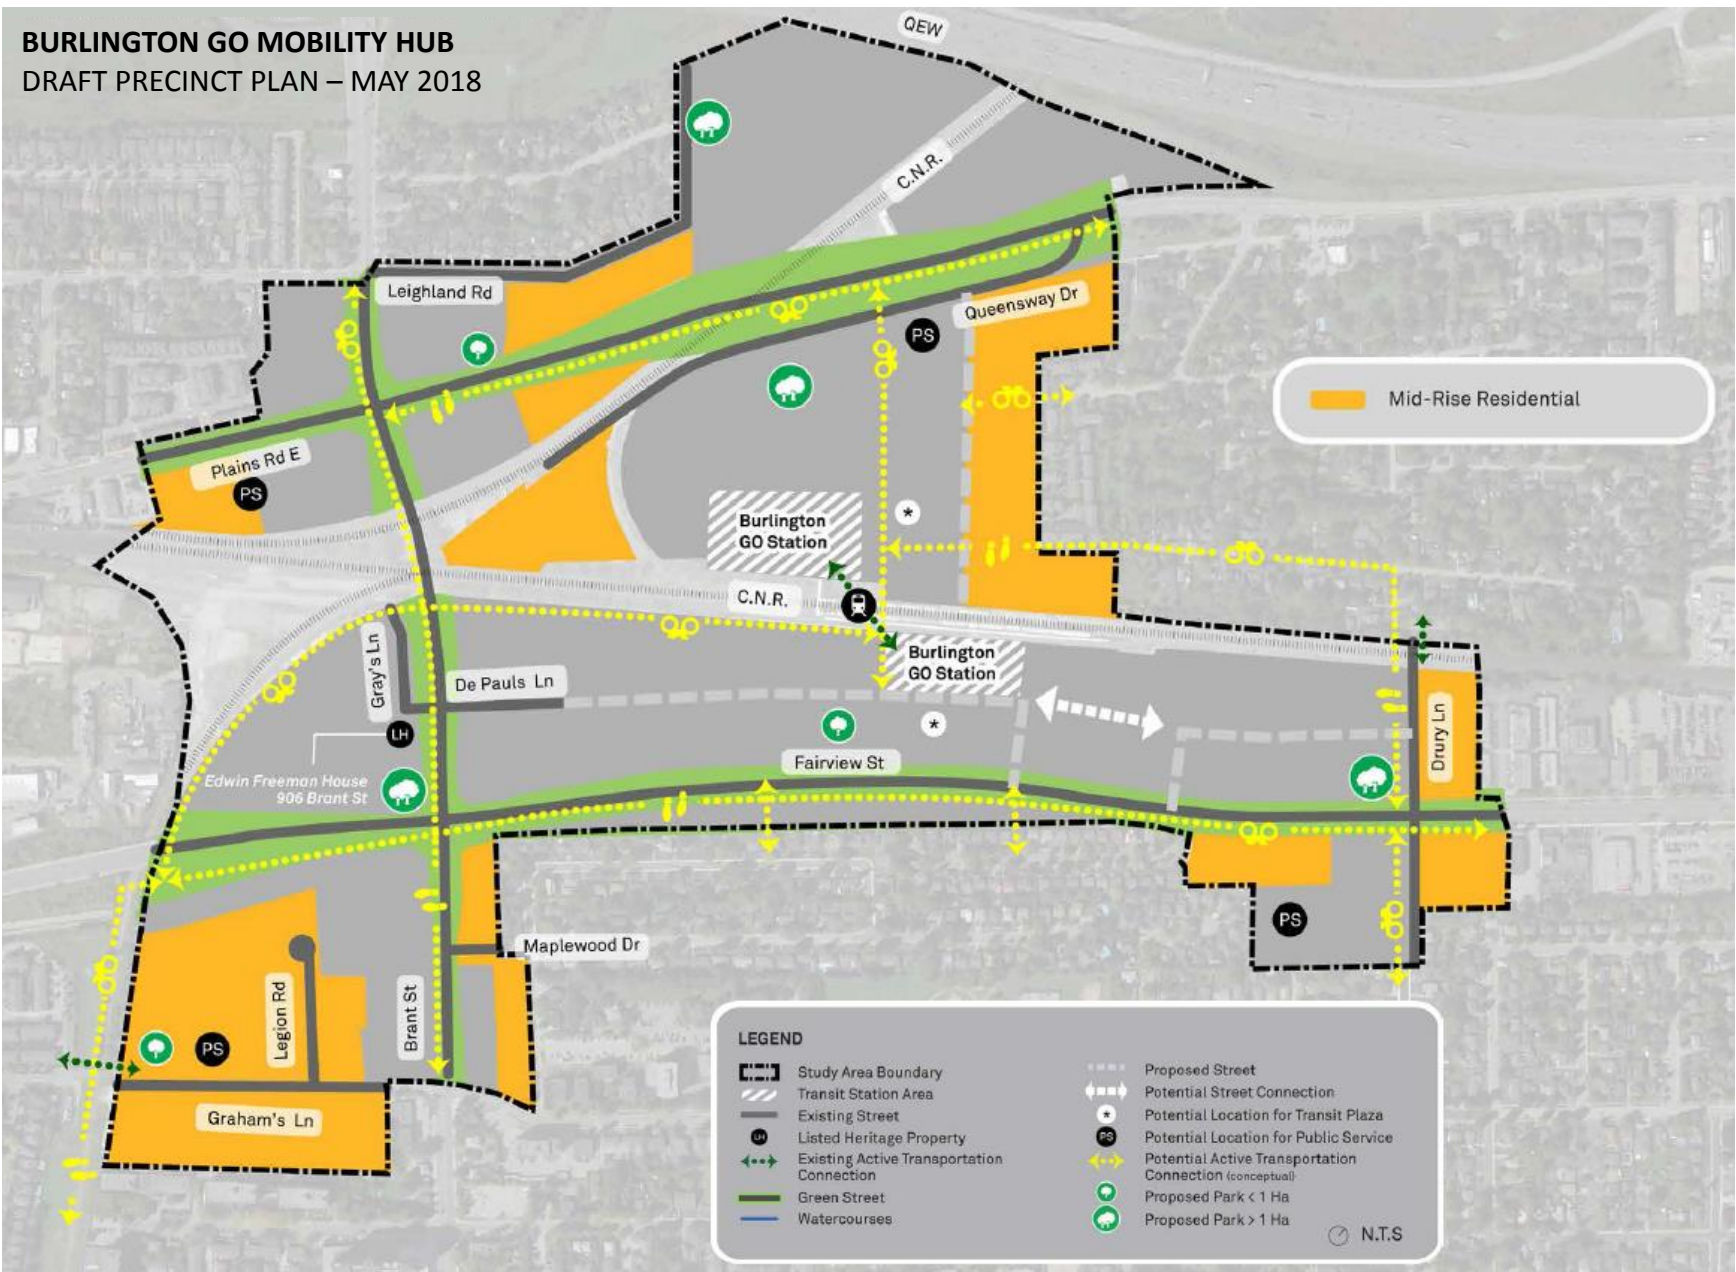 BURLINGTON GO MOBILITY HUB
DRAFT PRECINCT PLAN – MAY 2018
QEW
C.N.R.
Leighland Rd
Queensway Dr
PS
Mid-Rise Residential
Plains Rd E
PS
Burlington
GO Station
*
C.N.R.
Burlington
GO Station
Gray's Ln
De Pauls Ln
LH
*
Drury Ln
Fairview St
Edwin Freeman House
906 Brant St
PS
Maplewood Dr
Legion Rd
Brant St
PS
Graham's Ln
LEGEND
Study Area Boundary
Transit Station Area
Existing Street
LH Listed Heritage Property
Existing Active Transportation
Connection
Green Street
Watercourses
Proposed Street
Potential Street Connection
* Potential Location for Transit Plaza
PS Potential Location for Public Service
Potential Active Transportation
Connection (conceptual)
Proposed Park < 1 Ha
Proposed Park > 1 Ha
N.T.S